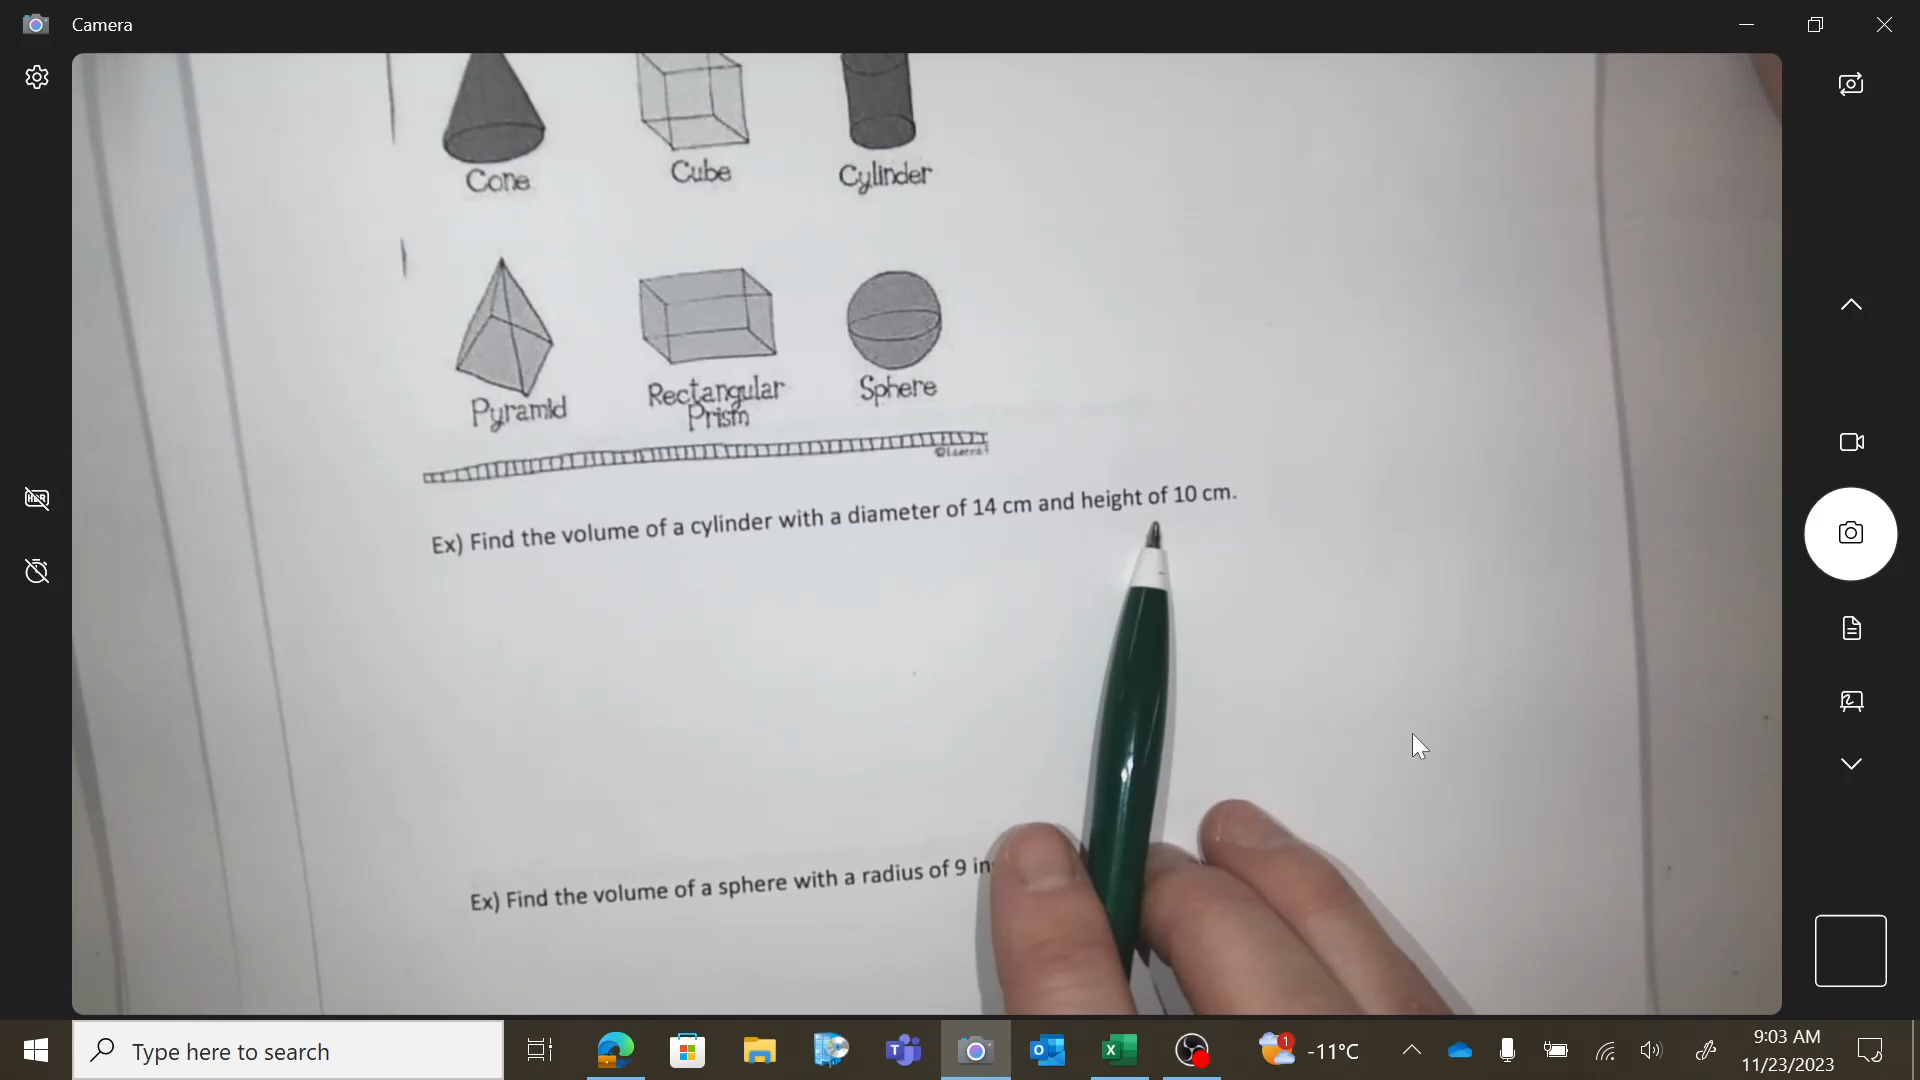 Camera
Cone
Cube
Cylinder
Pyramid
Rectangular
Prism
Sphere
Ex) Find the volume of a cylinder with a diameter of 14 cm and height of 10 cm.
Ex) Find the volume of a sphere with a radius of 9 in
Type here to search
1
-11°C
9:03 AM
11/23/2023